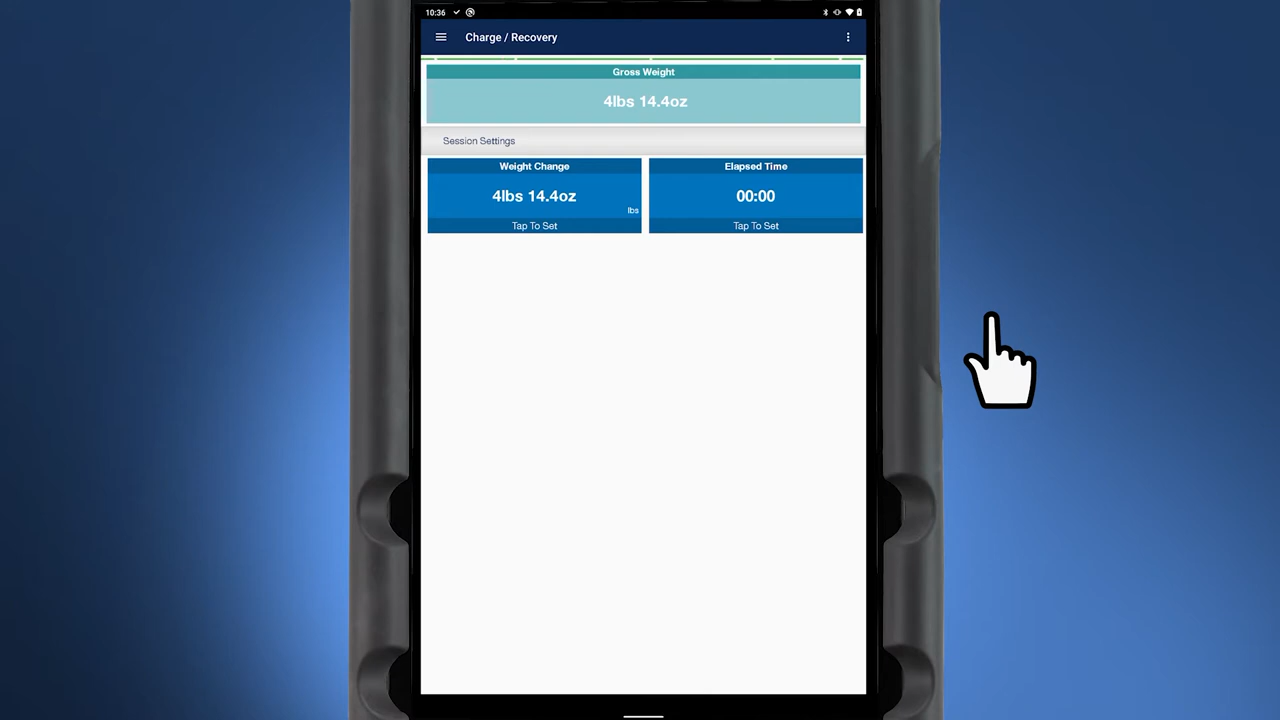 10:36
Charge / Recovery
Gross Weight
4lbs 14.4oz
Session Settings
Weight Change
4lbs 14.4oz
lbs
Tap To Set
Elapsed Time
00:00
Tap To Set